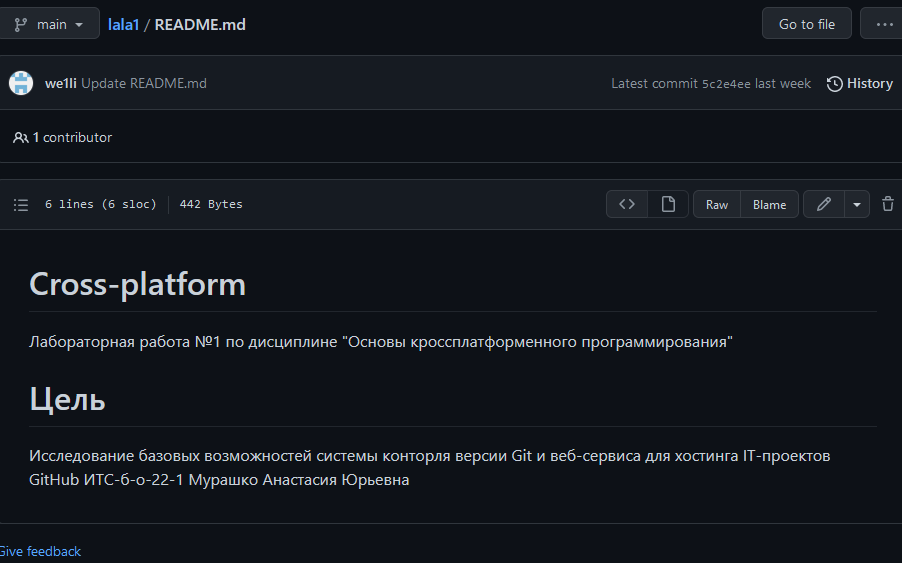 main
lala1 / README.md
Go to file
...
we1li Update README.md
Latest commit 5c2e4ee last week
History
1 contributor
6 lines (6 sloc)
442 Bytes
<>
Raw
Blame
Cross-platform
Лабораторная работа №1 по дисциплине "Основы кроссплатформенного программирования"
Цель
Исследование базовых возможностей системы конторля версии Git и веб-сервиса для хостинга IT-проектов
GitHub ИТС-б-о-22-1 Мурашко Анастасия Юрьевна
Give feedback